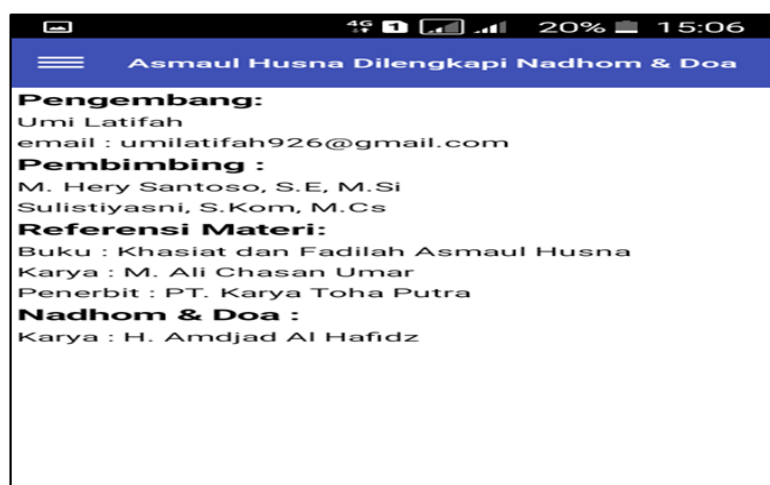 4G 1 20% 15:06
Asmaul Husna Dilengkapi Nadhom & Doa
Pengembang:
Umi Latifah
email : umilatifah926@gmail.com
Pembimbing :
M. Hery Santoso, S.E, M.Si
Sulistiyasni, S.Kom, M.Cs
Referensi Materi:
Buku : Khasiat dan Fadilah Asmaul Husna
Karya : M. Ali Chasan Umar
Penerbit : PT. Karya Toha Putra
Nadhom & Doa :
Karya : H. Amdjad Al Hafidz